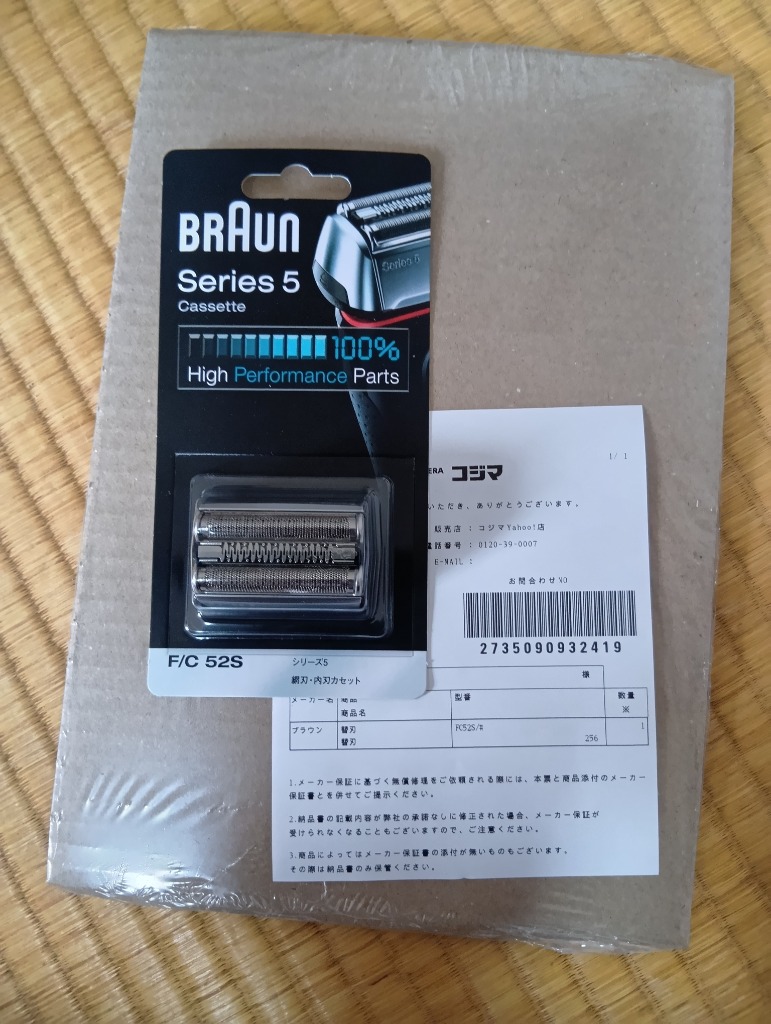 BRAUN
Series 5
Cassette
100%
High Performance Parts
Series 5
F/C 52S
シリーズ5
網刃・内刃カセット
1/ 1
ERA コジマ
いただき、ありがとうございます。
販売店 : コジマYahoo!店
電話番号 : 0120-39-0007
E-MAIL :
お問合わせNO
2735090932419
様
メーカー名 商品 型番 数量
商品名 ※
ブラウン 替刃 FC52S/# 1
替刃 256
1.メーカー保証に基づく無償修理をご依頼される際には、本票と商品添付のメーカー
保証書とを併せてご提示ください。
2.納品書の記載内容が弊社の承諾なしに修正された場合、メーカー保証が
受けられなくなることもございますので、ご注意ください。
3.商品によってはメーカー保証書の添付が無いものもございます。
その際は納品書のみ保管ください。